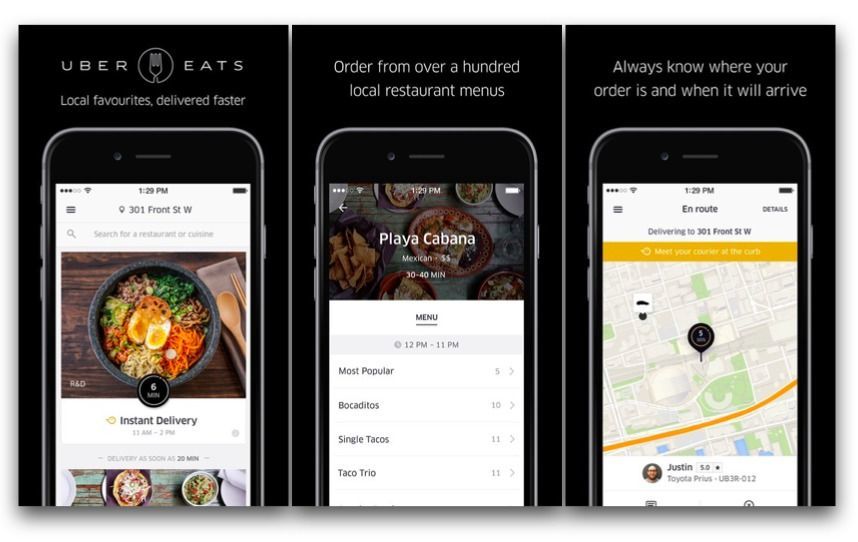 UBER EATS
Local favourites, delivered faster
1:29 PM
301 Front St W
Search for a restaurant or cuisine
R&D
6
MIN
Instant Delivery
11 AM – 2 PM
DELIVERY AS SOON AS 20 MIN
Order from over a hundred
local restaurant menus
1:29 PM
Playa Cabana
Mexican · $$
30-40 MIN
MENU
12 PM – 11 PM
Most Popular 5
Bocaditos 10
Single Tacos 11
Taco Trio 11
Always know where your
order is and when it will arrive
1:29 PM
En route DETAILS
Delivering to 301 Front St W
Meet your courier at the curb
5
MIN
Justin 5.0 ★
Toyota Prius · UB3R-012